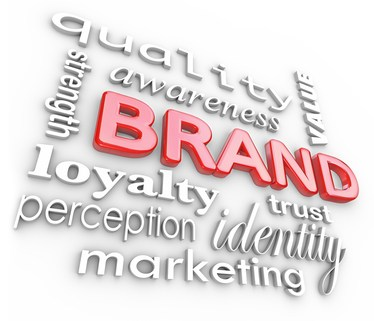 quality
awareness
strength
VALUE
BRAND
loyalty
trust
perception
identity
marketing